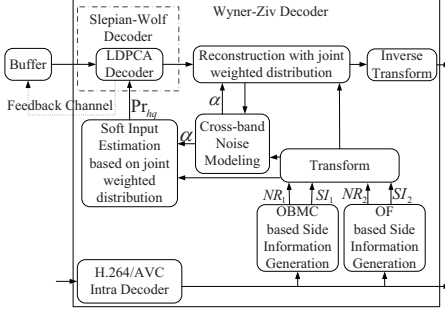 Wyner-Ziv Decoder
Slepian-Wolf
Decoder
Buffer
LDPCA
Decoder
Reconstruction with joint
weighted distribution
Inverse
Transform
Feedback Channel
Pr_hq
α
α
Soft Input
Estimation
based on joint
weighted
distribution
Cross-band
Noise
Modeling
Transform
NR₁
SI₁
NR₂
SI₂
OBMC
based Side
Information
Generation
OF
based Side
Information
Generation
H.264/AVC
Intra Decoder